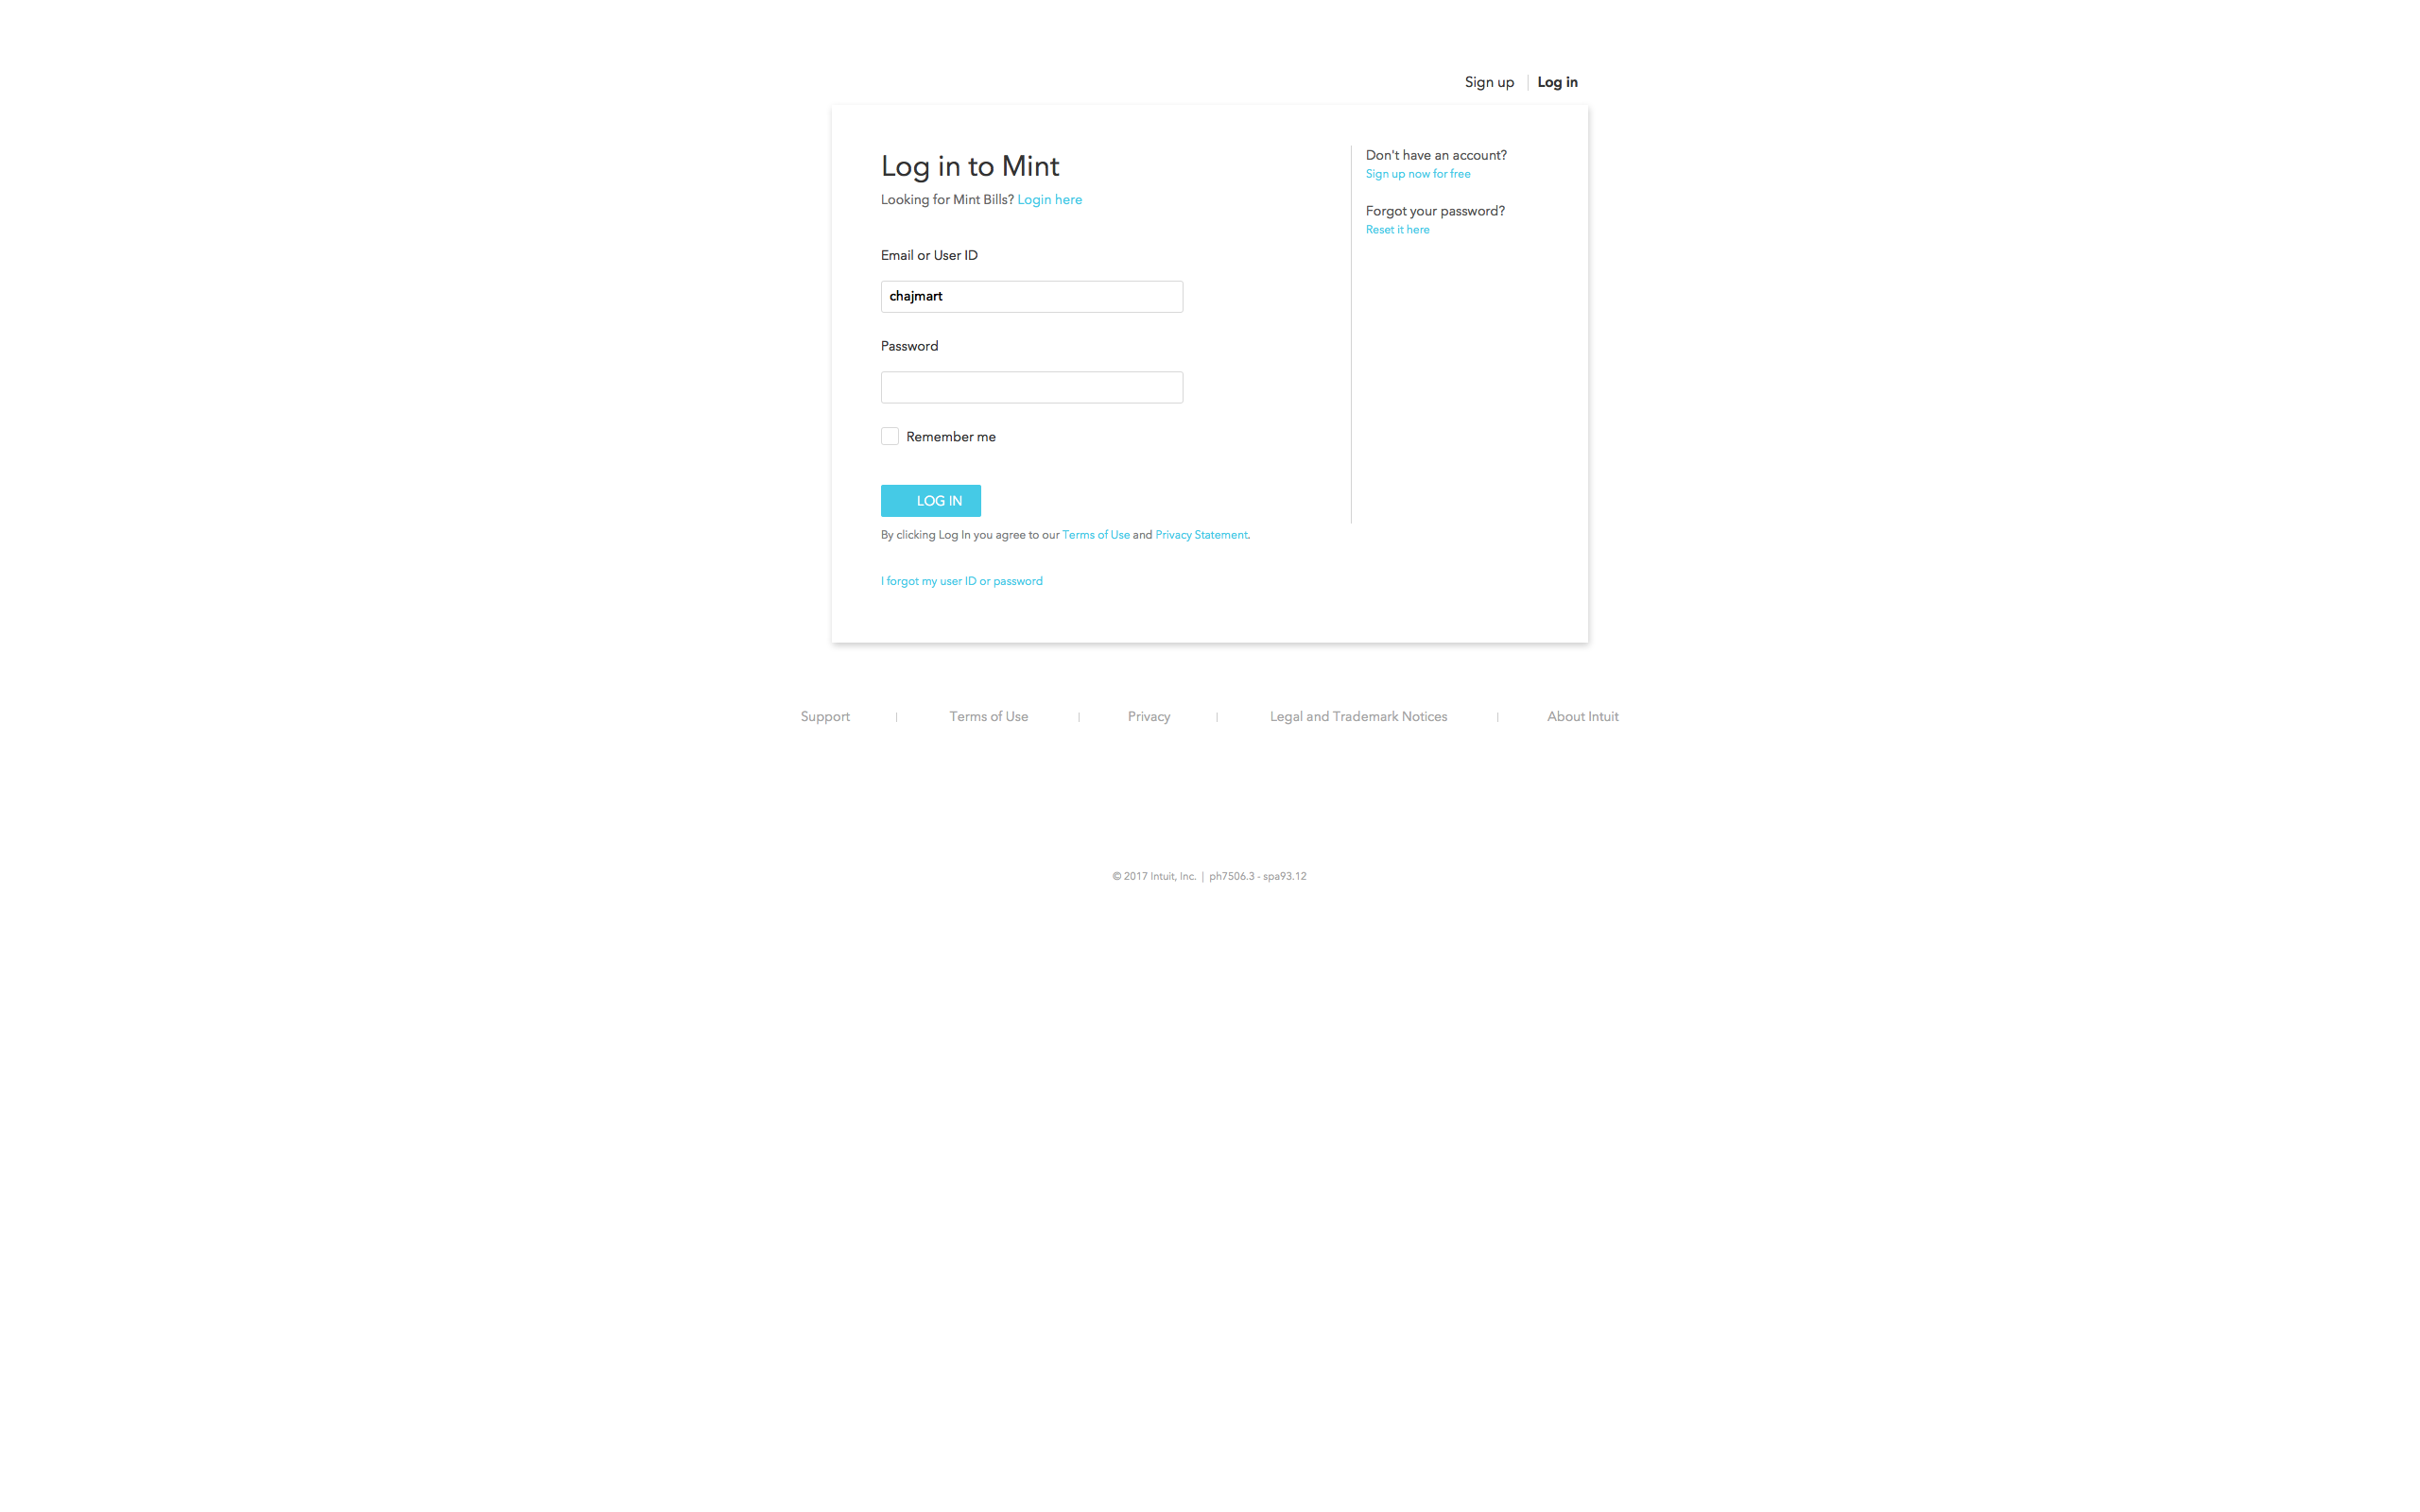 Sign up | Log in
Log in to Mint
Looking for Mint Bills? Login here
Email or User ID
chajmart
Password
Remember me
LOG IN
By clicking Log In you agree to our Terms of Use and Privacy Statement.
I forgot my user ID or password
Don't have an account?
Sign up now for free
Forgot your password?
Reset it here
Support | Terms of Use | Privacy | Legal and Trademark Notices | About Intuit
© 2017 Intuit, Inc. | ph7506.3 - spa93.12